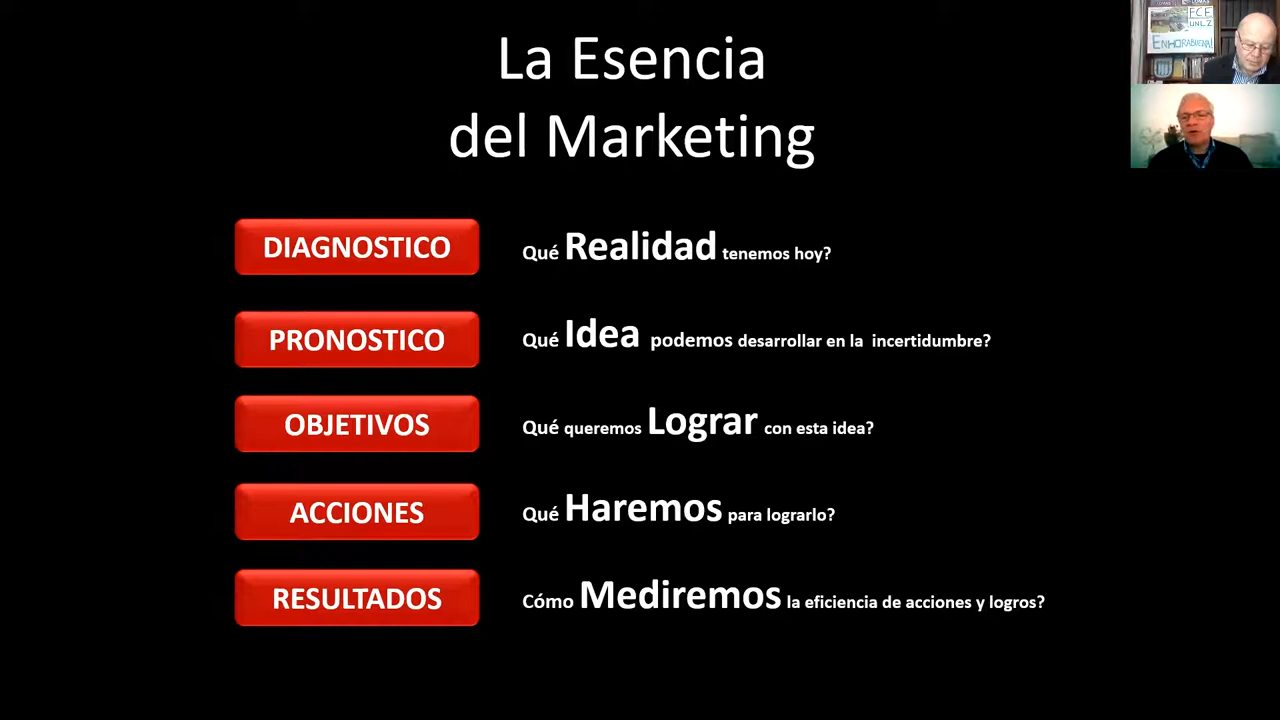 La Esencia
del Marketing
DIAGNOSTICO
Qué Realidad tenemos hoy?
PRONOSTICO
Qué Idea podemos desarrollar en la incertidumbre?
OBJETIVOS
Qué queremos Lograr con esta idea?
ACCIONES
Qué Haremos para lograrlo?
RESULTADOS
Cómo Mediremos la eficiencia de acciones y logros?
FCE
UNLZ
ENHORABUENA!